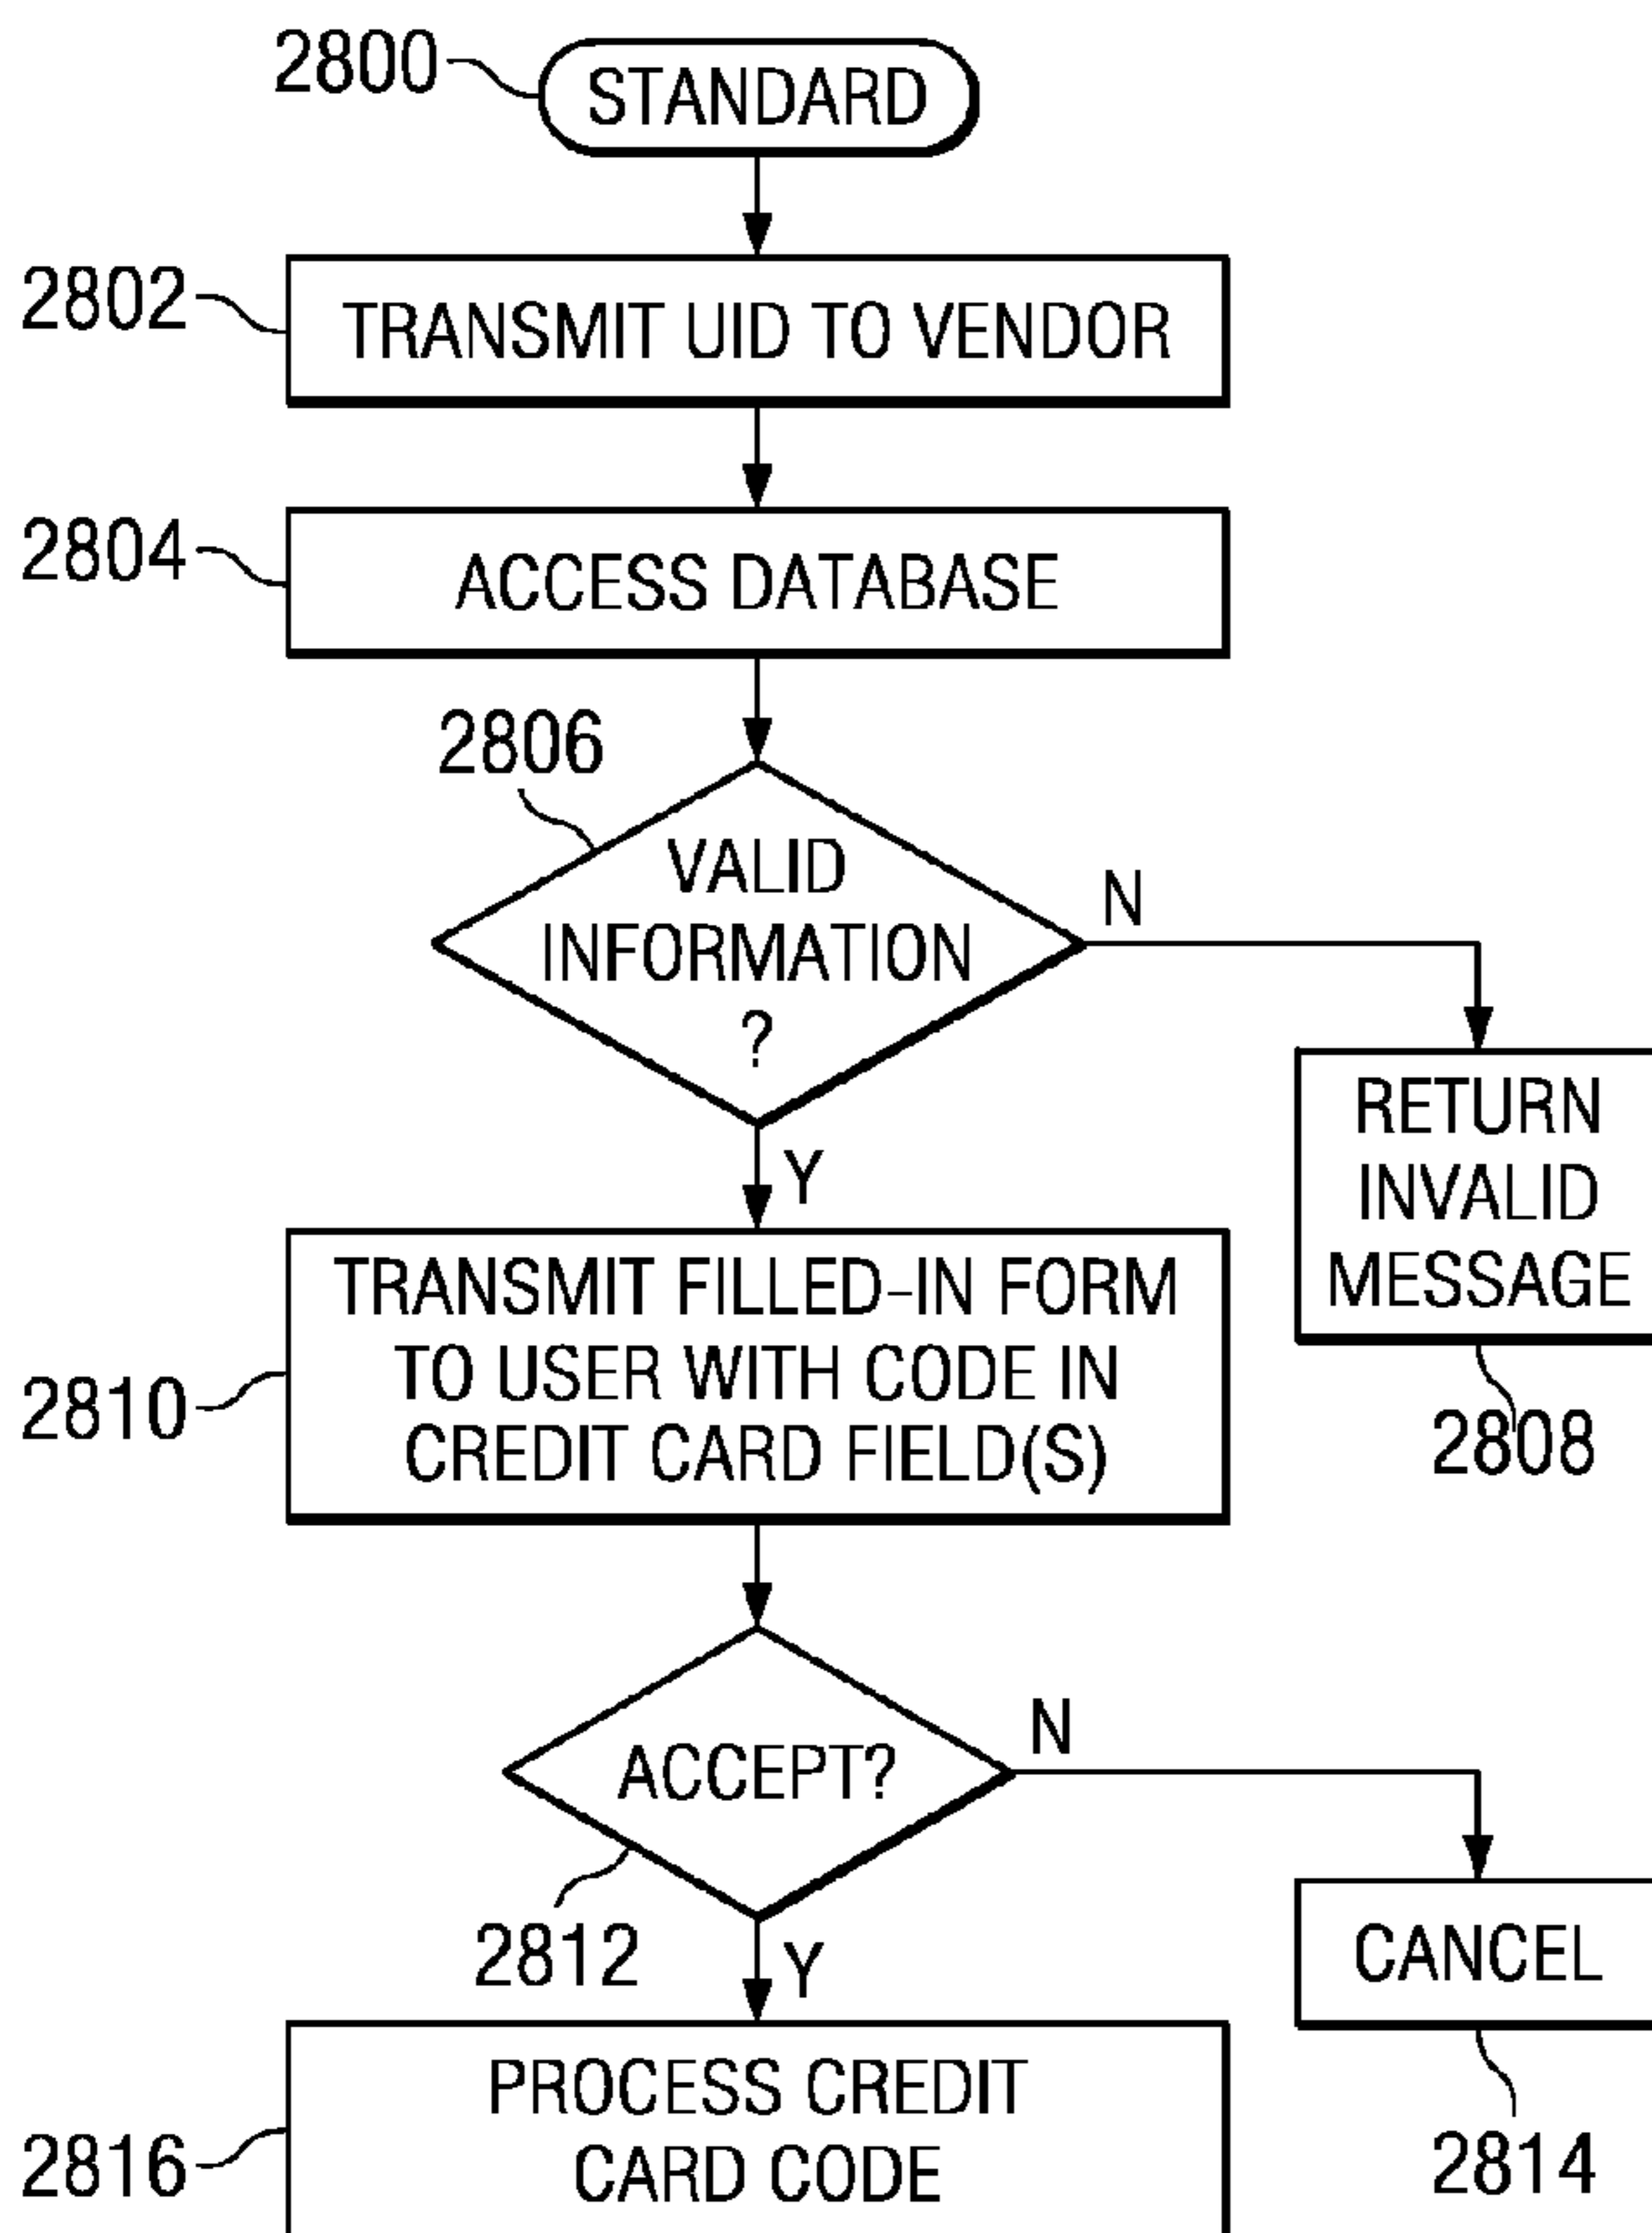 2800
STANDARD
2802
TRANSMIT UID TO VENDOR
2804
ACCESS DATABASE
2806
VALID
INFORMATION
?
N
Y
RETURN
INVALID
MESSAGE
2808
2810
TRANSMIT FILLED-IN FORM
TO USER WITH CODE IN
CREDIT CARD FIELD(S)
ACCEPT?
N
2812
Y
CANCEL
2814
2816
PROCESS CREDIT
CARD CODE